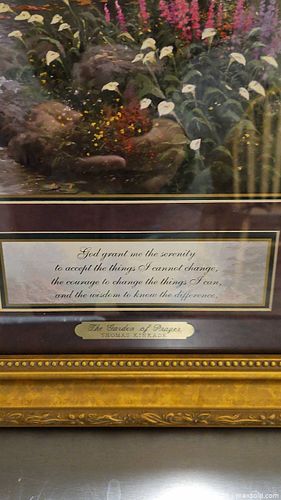 God grant me the serenity
to accept the things I cannot change,
the courage to change the things I can,
and the wisdom to know the difference.
The Garden of Prayer
THOMAS KINKADE